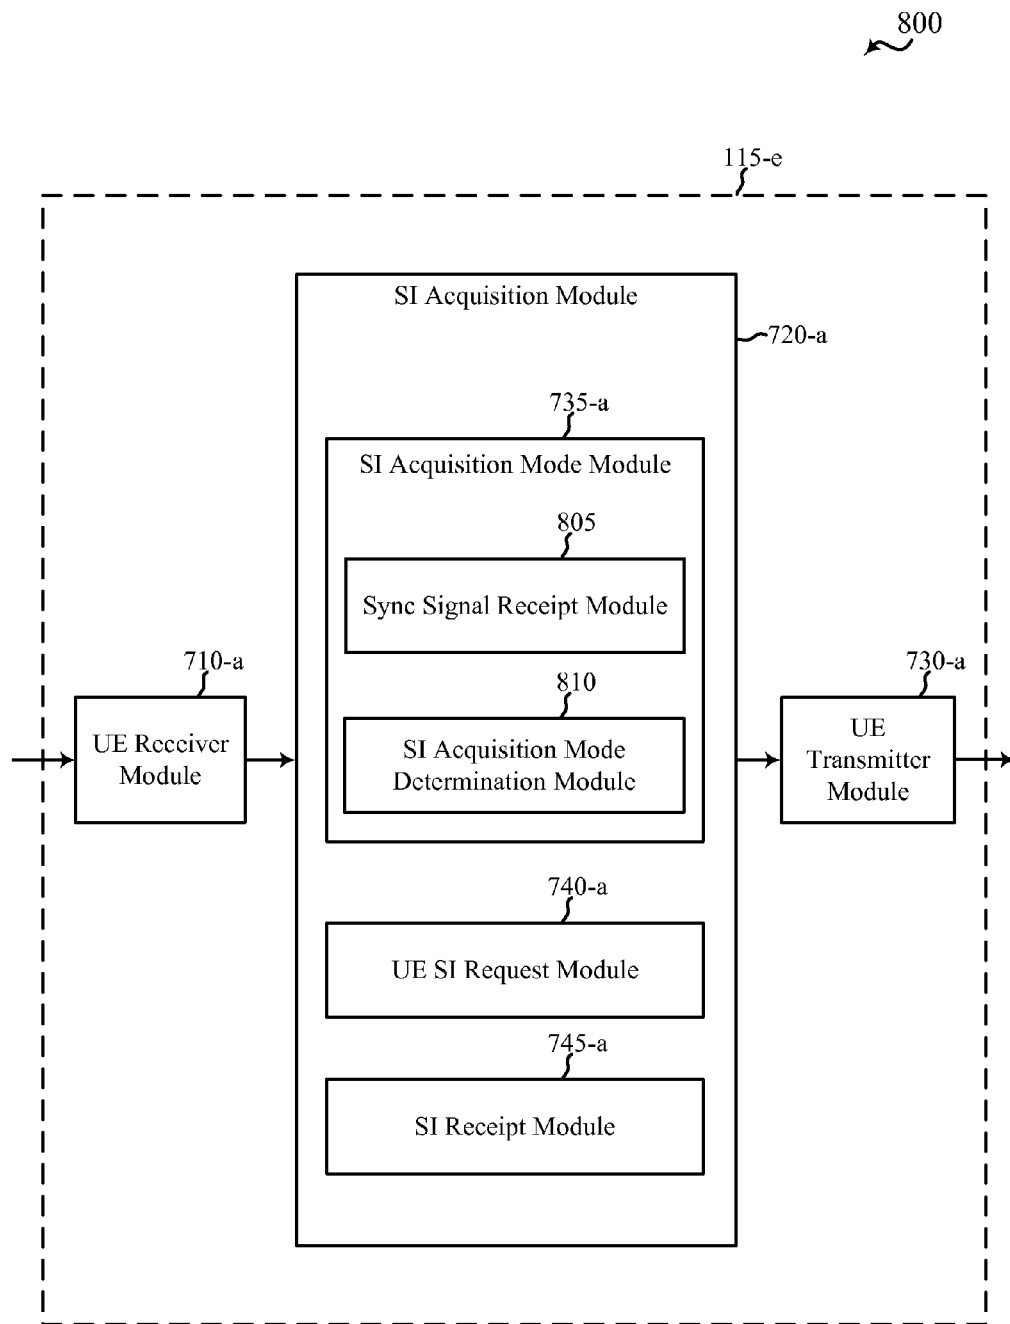 800
115-e
SI Acquisition Module
720-a
735-a
SI Acquisition Mode Module
805
Sync Signal Receipt Module
710-a
UE Receiver
Module
810
SI Acquisition Mode
Determination Module
730-a
UE
Transmitter
Module
740-a
UE SI Request Module
745-a
SI Receipt Module